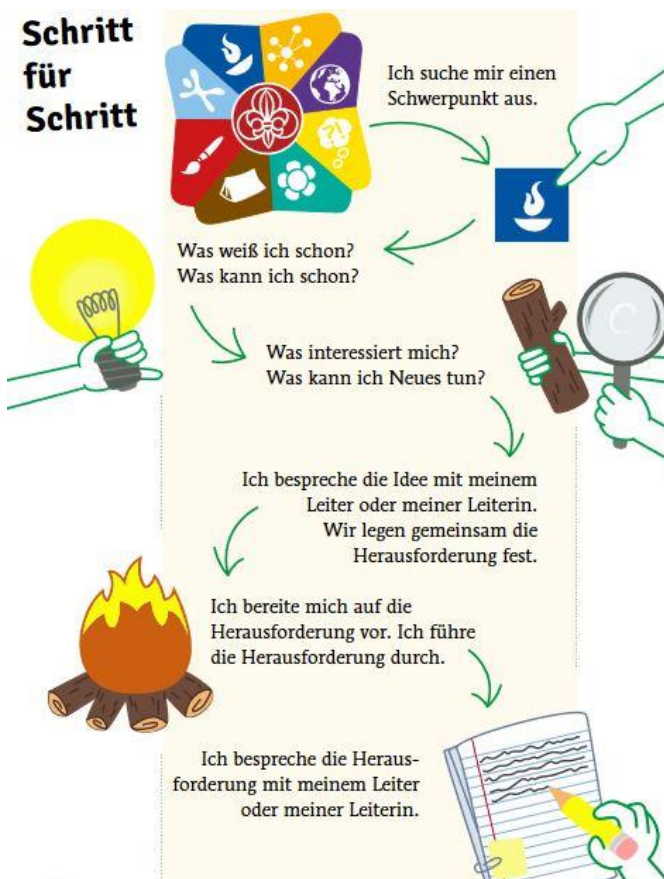 Schritt
für
Schritt
Ich suche mir einen
Schwerpunkt aus.
?!
Was weiß ich schon?
Was kann ich schon?
Was interessiert mich?
Was kann ich Neues tun?
Ich bespreche die Idee mit meinem
Leiter oder meiner Leiterin.
Wir legen gemeinsam die
Herausforderung fest.
Ich bereite mich auf die
Herausforderung vor. Ich führe
die Herausforderung durch.
Ich bespreche die Heraus-
forderung mit meinem Leiter
oder meiner Leiterin.